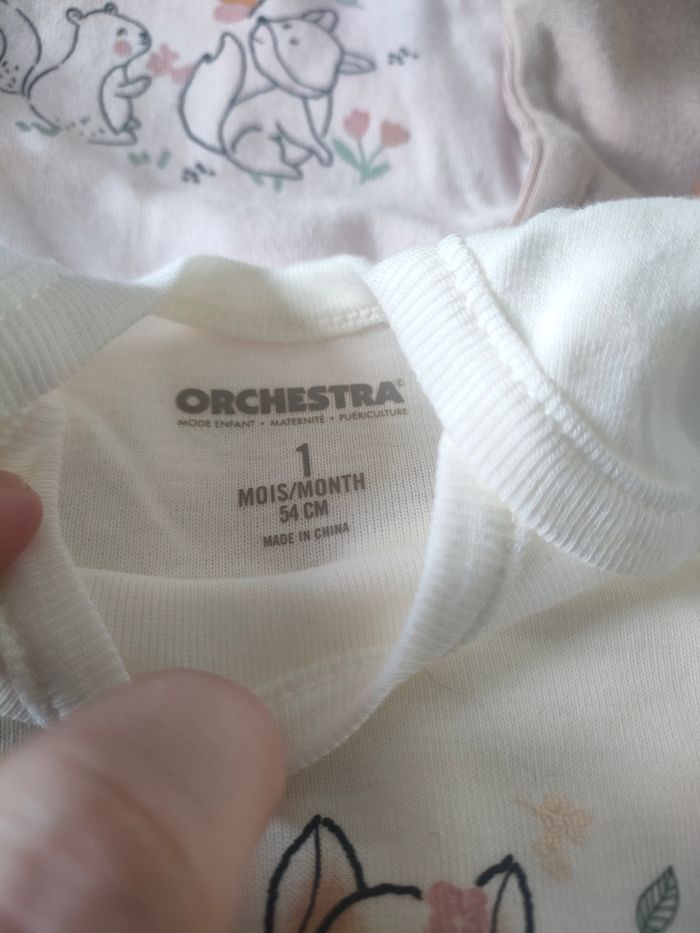 ORCHESTRA®
MODE ENFANT • MATERNITÉ • PUÉRICULTURE
1
MOIS/MONTH
54 CM
MADE IN CHINA